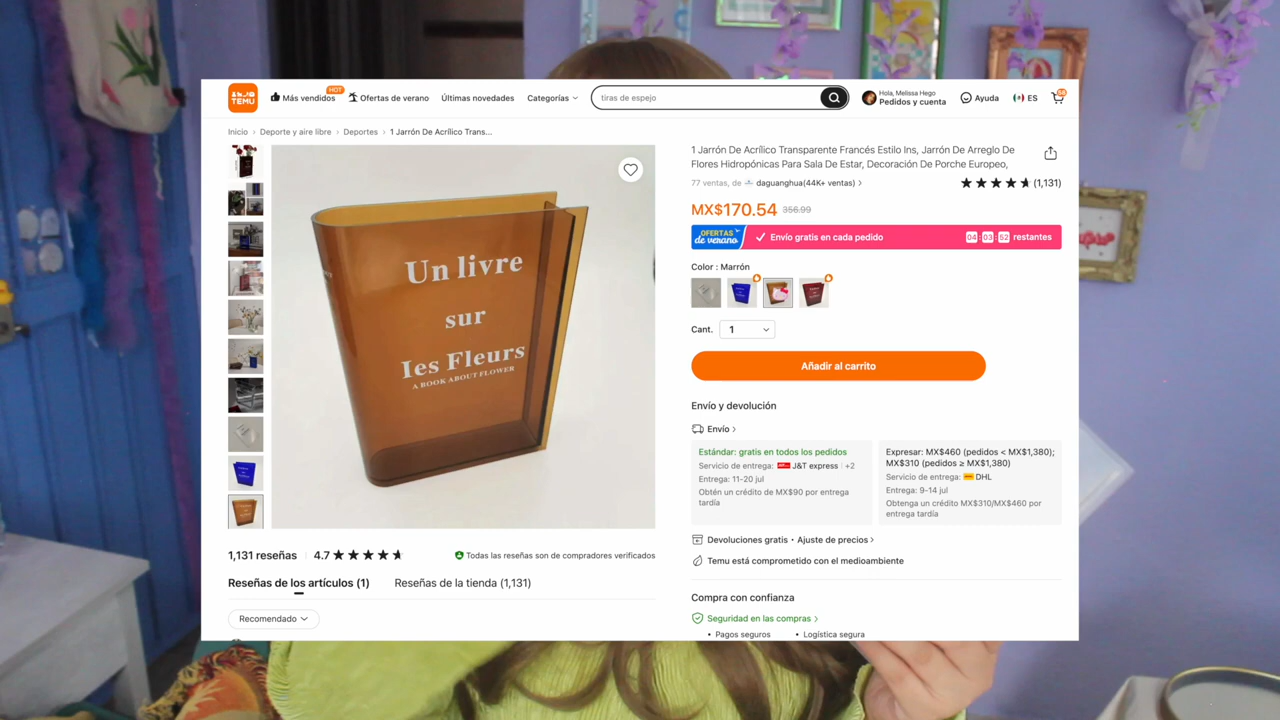 TEMU
Más vendidos
HOT
Ofertas de verano
Últimas novedades
Categorías
tiras de espejo
Hola, Melissa Hego
Pedidos y cuenta
Ayuda
ES
Inicio > Deporte y aire libre > Deportes > 1 Jarrón De Acrílico Trans...
Un livre
sur
Ies Fleurs
A BOOK ABOUT FLOWER
1 Jarrón De Acrílico Transparente Francés Estilo Ins, Jarrón De Arreglo De
Flores Hidropónicas Para Sala De Estar, Decoración De Porche Europeo,
77 ventas, de daguanghua(44K+ ventas) >
(1,131)
MX$170.54 356.99
OFERTAS
de verano
Envío gratis en cada pedido
04:03:52 restantes
Color : Marrón
Cant. 1
Añadir al carrito
Envío y devolución
Envío >
Estándar: gratis en todos los pedidos
Servicio de entrega: J&T express | +2
Entrega: 11-20 jul
Obtén un crédito de MX$90 por entrega
tardía
Expresar: MX$460 (pedidos < MX$1,380);
MX$310 (pedidos ≥ MX$1,380)
Servicio de entrega: DHL
Entrega: 9-14 jul
Obtenga un crédito MX$310/MX$460 por
entrega tardía
Devoluciones gratis • Ajuste de precios >
Temu está comprometido con el medioambiente
Compra con confianza
Seguridad en las compras >
• Pagos seguros
• Logística segura
1,131 reseñas
4.7
Todas las reseñas son de compradores verificados
Reseñas de los artículos (1)
Reseñas de la tienda (1,131)
Recomendado